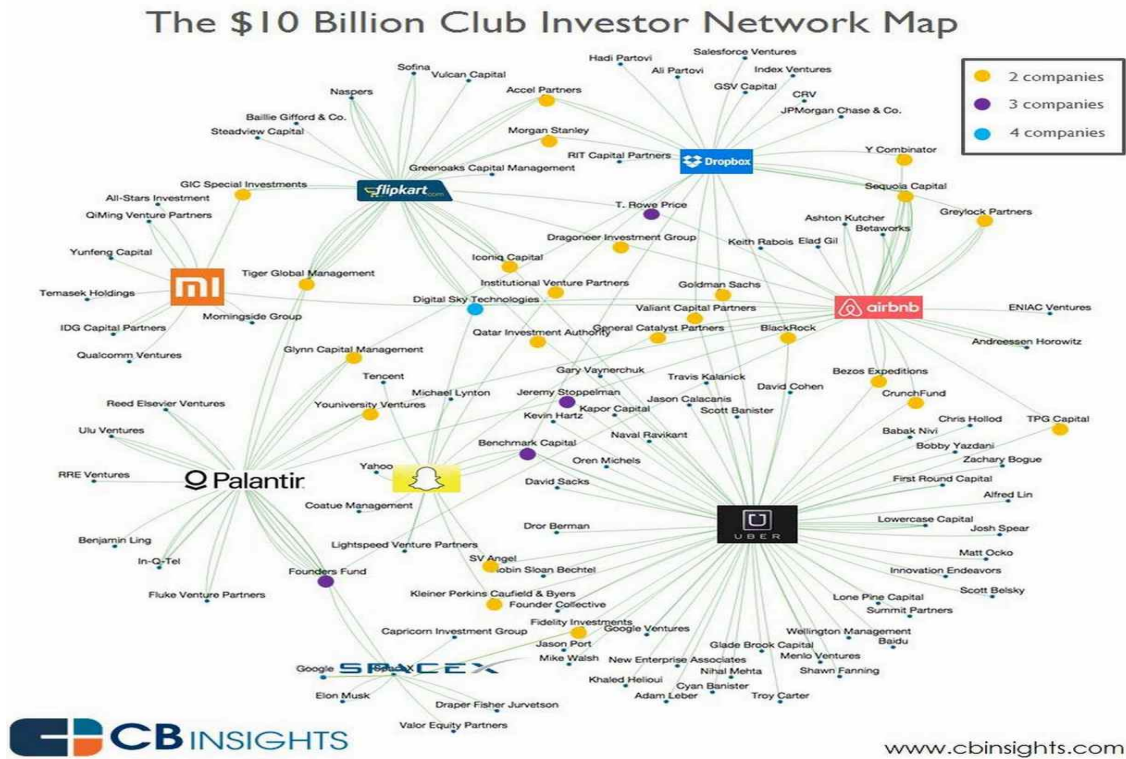 The $10 Billion Club Investor Network Map
2 companies
3 companies
4 companies
Salesforce Ventures
Hadi Partovi
Ali Partovi
Index Ventures
GSV Capital
CRV
JPMorgan Chase & Co.
Sofina
Vulcan Capital
Naspers
Accel Partners
Baillie Gifford & Co.
Steadview Capital
Morgan Stanley
RIT Capital Partners
Dropbox
Y Combinator
Greenoaks Capital Management
GIC Special Investments
flipkart.com
Sequoia Capital
All-Stars Investment
QiMing Venture Partners
T. Rowe Price
Ashton Kutcher
Greylock Partners
Betaworks
Dragoneer Investment Group
Keith Rabois
Elad Gil
Yunfeng Capital
Iconiq Capital
Tiger Global Management
mi
Institutional Venture Partners
Goldman Sachs
Temasek Holdings
Digital Sky Technologies
Valiant Capital Partners
airbnb
ENIAC Ventures
Morningside Group
IDG Capital Partners
Qatar Investment Authority
General Catalyst Partners
BlackRock
Andreessen Horowitz
Qualcomm Ventures
Glynn Capital Management
Gary Vaynerchuk
Bezos Expeditions
Tencent
Travis Kalanick
David Cohen
Michael Lynton
Jeremy Stoppelman
CrunchFund
Reed Elsevier Ventures
Youniversity Ventures
Jason Calacanis
Kevin Hartz
Kapor Capital
Scott Banister
Chris Hollod
TPG Capital
Ulu Ventures
Naval Ravikant
Babak Nivi
Benchmark Capital
Bobby Yazdani
Oren Michels
Zachary Bogue
RRE Ventures
Palantir
Yahoo
David Sacks
First Round Capital
Coatue Management
Alfred Lin
UBER
Lowercase Capital
Dror Berman
Josh Spear
Benjamin Ling
Lightspeed Venture Partners
Matt Ocko
In-Q-Tel
SV Angel
Founders Fund
Robin Sloan Bechtel
Innovation Endeavors
Fluke Venture Partners
Kleiner Perkins Caufield & Byers
Scott Belsky
Founder Collective
Lone Pine Capital
Summit Partners
Fidelity Investments
Capricorn Investment Group
Google Ventures
Wellington Management
Jason Port
Glade Brook Capital
Baidu
Mike Walsh
New Enterprise Associates
Menlo Ventures
Google
SPACEX
Nihal Mehta
Shawn Fanning
Khaled Helioui
Cyan Banister
Elon Musk
Adam Leber
Troy Carter
Draper Fisher Jurvetson
Valor Equity Partners
CB INSIGHTS
www.cbinsights.com